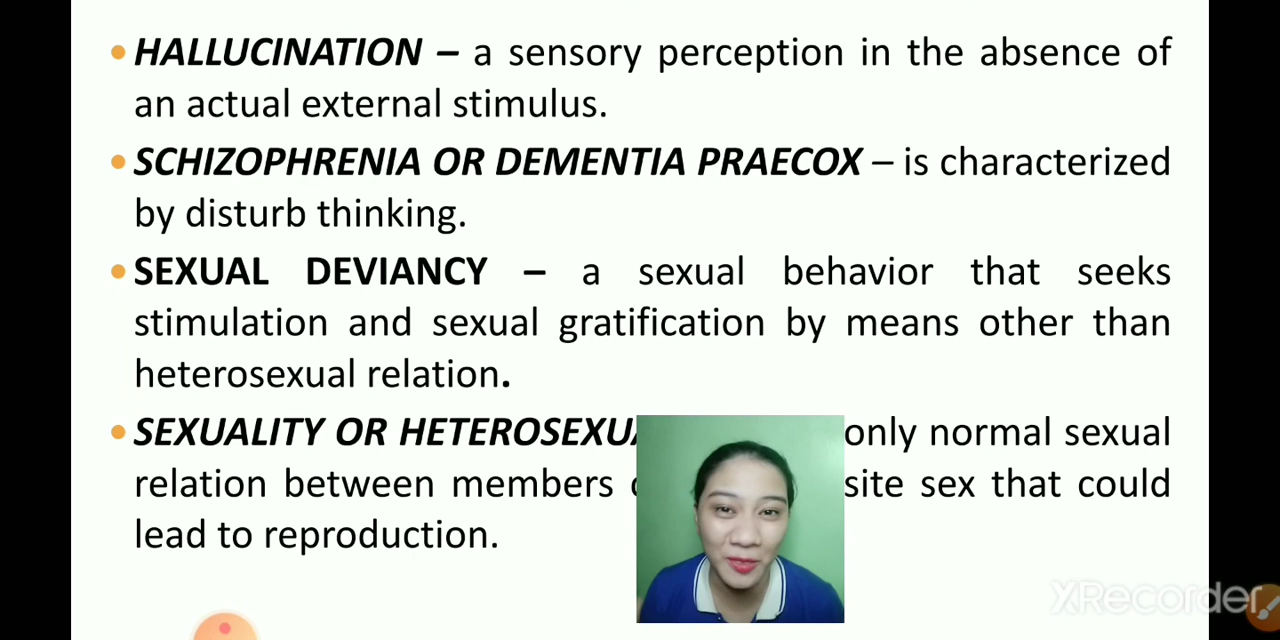 • HALLUCINATION – a sensory perception in the absence of
an actual external stimulus.
• SCHIZOPHRENIA OR DEMENTIA PRAECOX – is characterized
by disturb thinking.
• SEXUAL DEVIANCY – a sexual behavior that seeks
stimulation and sexual gratification by means other than
heterosexual relation.
• SEXUALITY OR only normal sexual
relation between members sex that could
lead to reproduction.
XRecorder